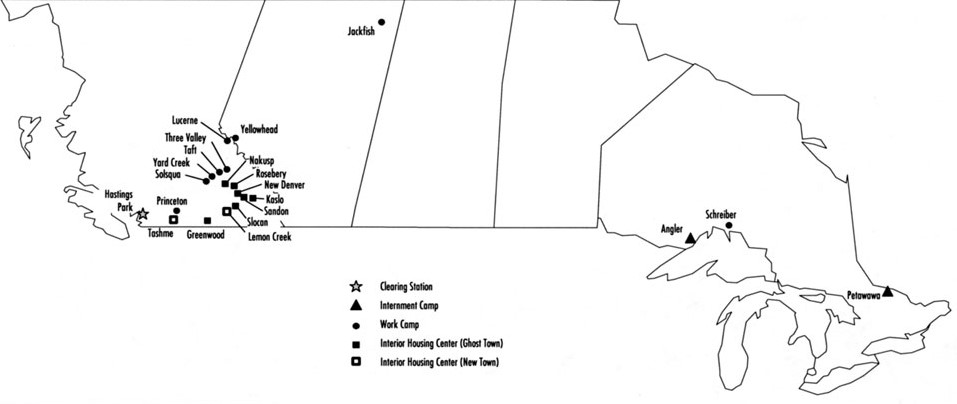 Jackfish
Lucerne
Yellowhead
Three Valley
Taft
Yard Creek
Solsqua
Nakusp
Rosebery
New Denver
Kaslo
Sandon
Slocan
Lemon Creek
Hastings
Park
Princeton
Tashme
Greenwood
Schreiber
Angler
Petawawa
Clearing Station
Internment Camp
Work Camp
Interior Housing Center (Ghost Town)
Interior Housing Center (New Town)